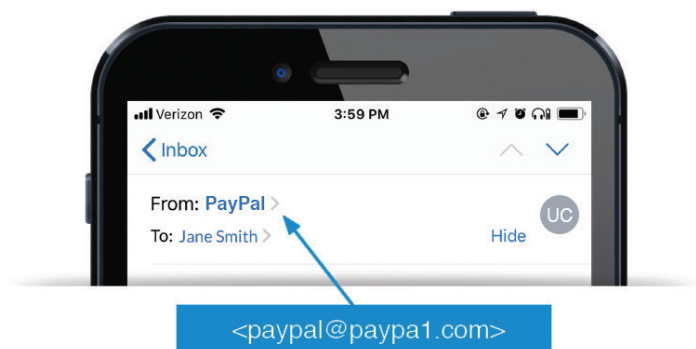 Verizon 3:59 PM
Inbox
From: PayPal
UC
To: Jane Smith Hide
<paypal@paypa1.com>